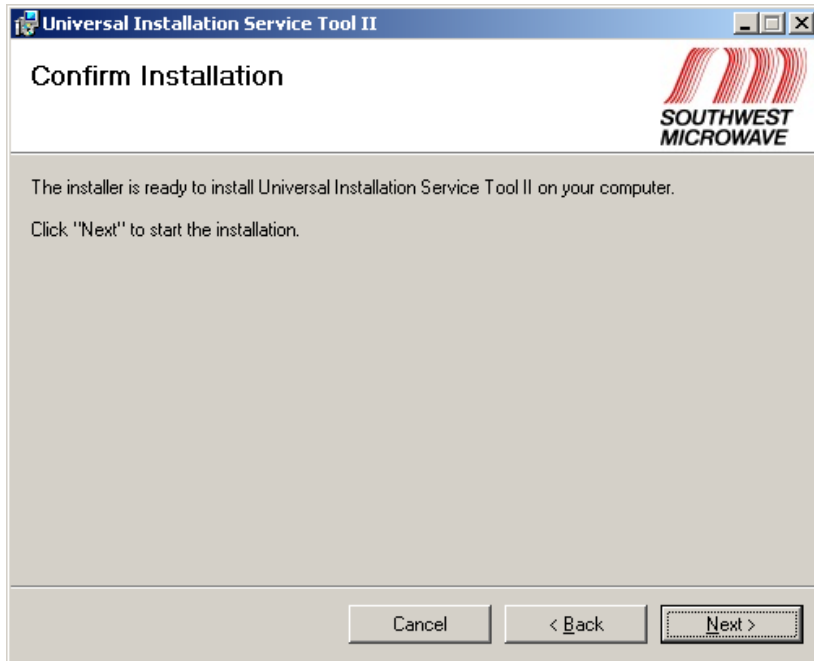 Universal Installation Service Tool II
Confirm Installation
SOUTHWEST
MICROWAVE
The installer is ready to install Universal Installation Service Tool II on your computer.
Click "Next" to start the installation.
Cancel
< Back
Next >